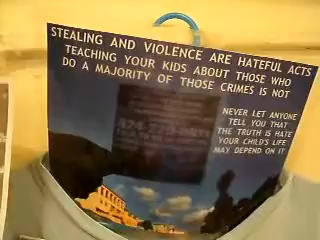 STEALING AND VIOLENCE ARE HATEFUL ACTS
TEACHING YOUR KIDS ABOUT THOSE WHO
DO A MAJORITY OF THOSE CRIMES IS NOT
NEVER LET ANYONE
TELL YOU THAT
THE TRUTH IS HATE
YOUR CHILD'S LIFE
MAY DEPEND ON IT